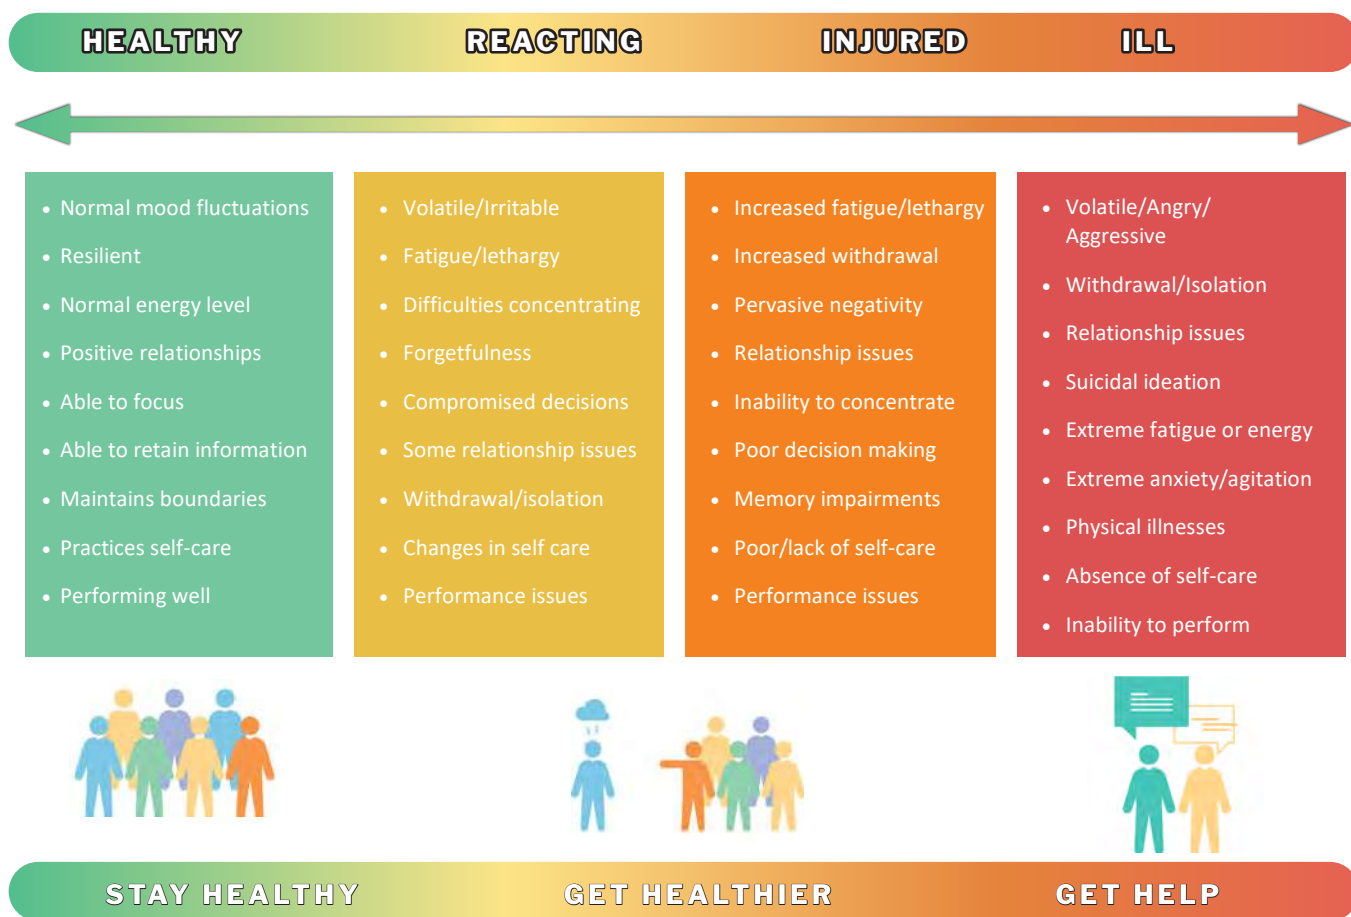 HEALTHY
REACTING
INJURED
ILL
• Normal mood fluctuations
• Resilient
• Normal energy level
• Positive relationships
• Able to focus
• Able to retain information
• Maintains boundaries
• Practices self-care
• Performing well
• Volatile/Irritable
• Fatigue/lethargy
• Difficulties concentrating
• Forgetfulness
• Compromised decisions
• Some relationship issues
• Withdrawal/isolation
• Changes in self care
• Performance issues
• Increased fatigue/lethargy
• Increased withdrawal
• Pervasive negativity
• Relationship issues
• Inability to concentrate
• Poor decision making
• Memory impairments
• Poor/lack of self-care
• Performance issues
• Volatile/Angry/
Aggressive
• Withdrawal/Isolation
• Relationship issues
• Suicidal ideation
• Extreme fatigue or energy
• Extreme anxiety/agitation
• Physical illnesses
• Absence of self-care
• Inability to perform
STAY HEALTHY
GET HEALTHIER
GET HELP